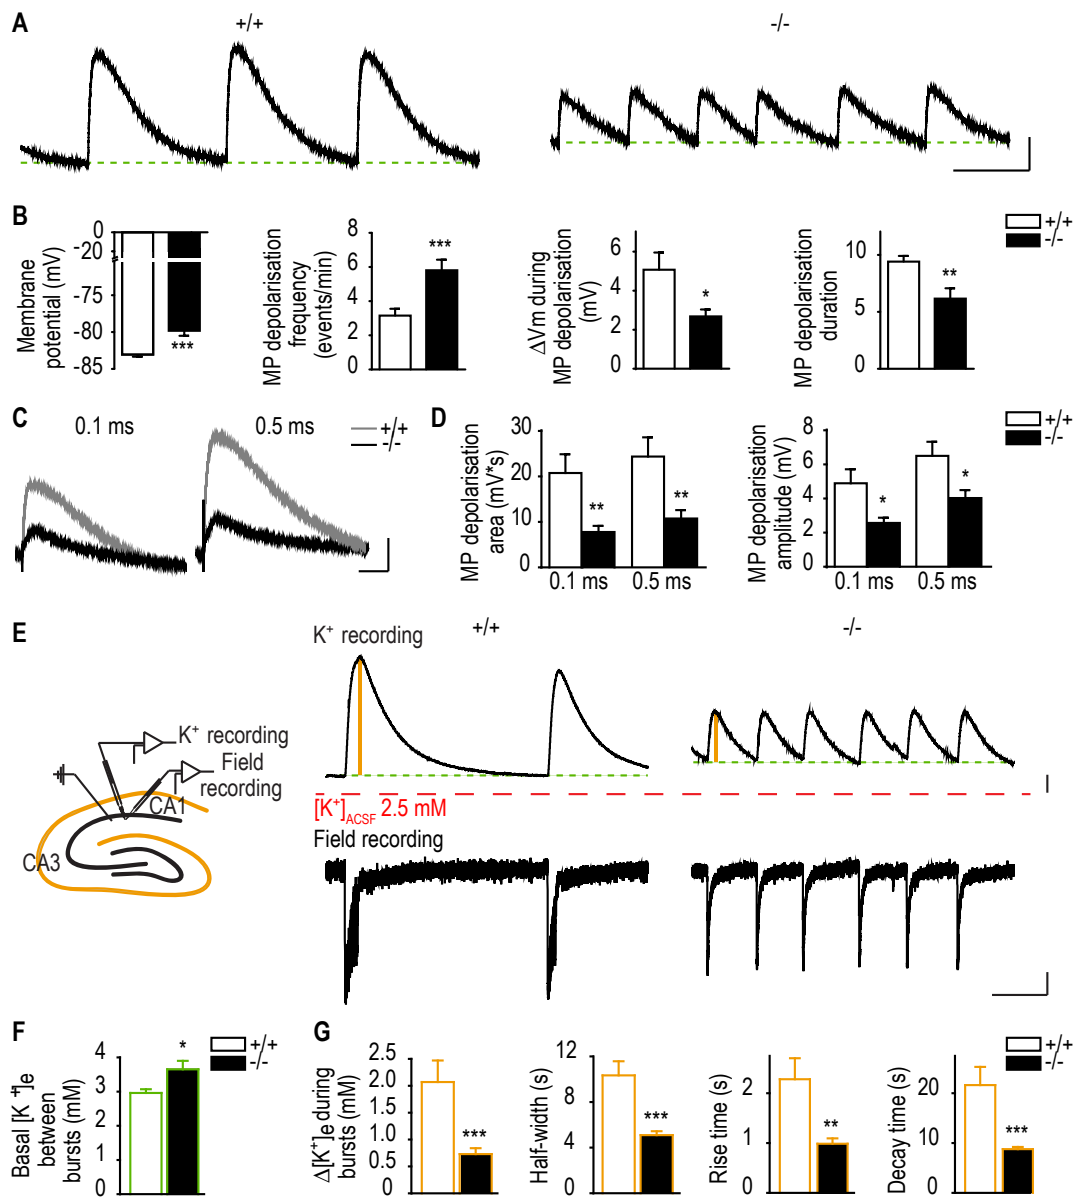 A
+/+
-/-
B
Membrane
potential (mV)
0
-20
-75
-80
-85
***
MP depolarisation
frequency
(events/min)
8
6
4
2
0
***
ΔVm during
MP depolarisation
(mV)
6
4
2
0
*
MP depolarisation
duration
10
5
0
**
+/+
-/-
C
0.1 ms
0.5 ms
+/+
-/-
D
MP depolarisation
area (mV*s)
30
20
10
0
**
**
0.1 ms
0.5 ms
MP depolarisation
amplitude (mV)
8
6
4
2
0
*
*
0.1 ms
0.5 ms
+/+
-/-
E
K+ recording
Field
recording
CA1
CA3
K+ recording
+/+
-/-
[K+]ACSF 2.5 mM
Field recording
F
Basal [K +]e
between
bursts (mM)
4
3
2
1
0
*
+/+
-/-
G
Δ[K+]e during
bursts (mM)
2.5
2.0
1.5
1.0
0.5
0
***
Half-width (s)
12
8
4
0
***
Rise time (s)
2
1
0
**
Decay time (s)
20
10
0
***
+/+
-/-